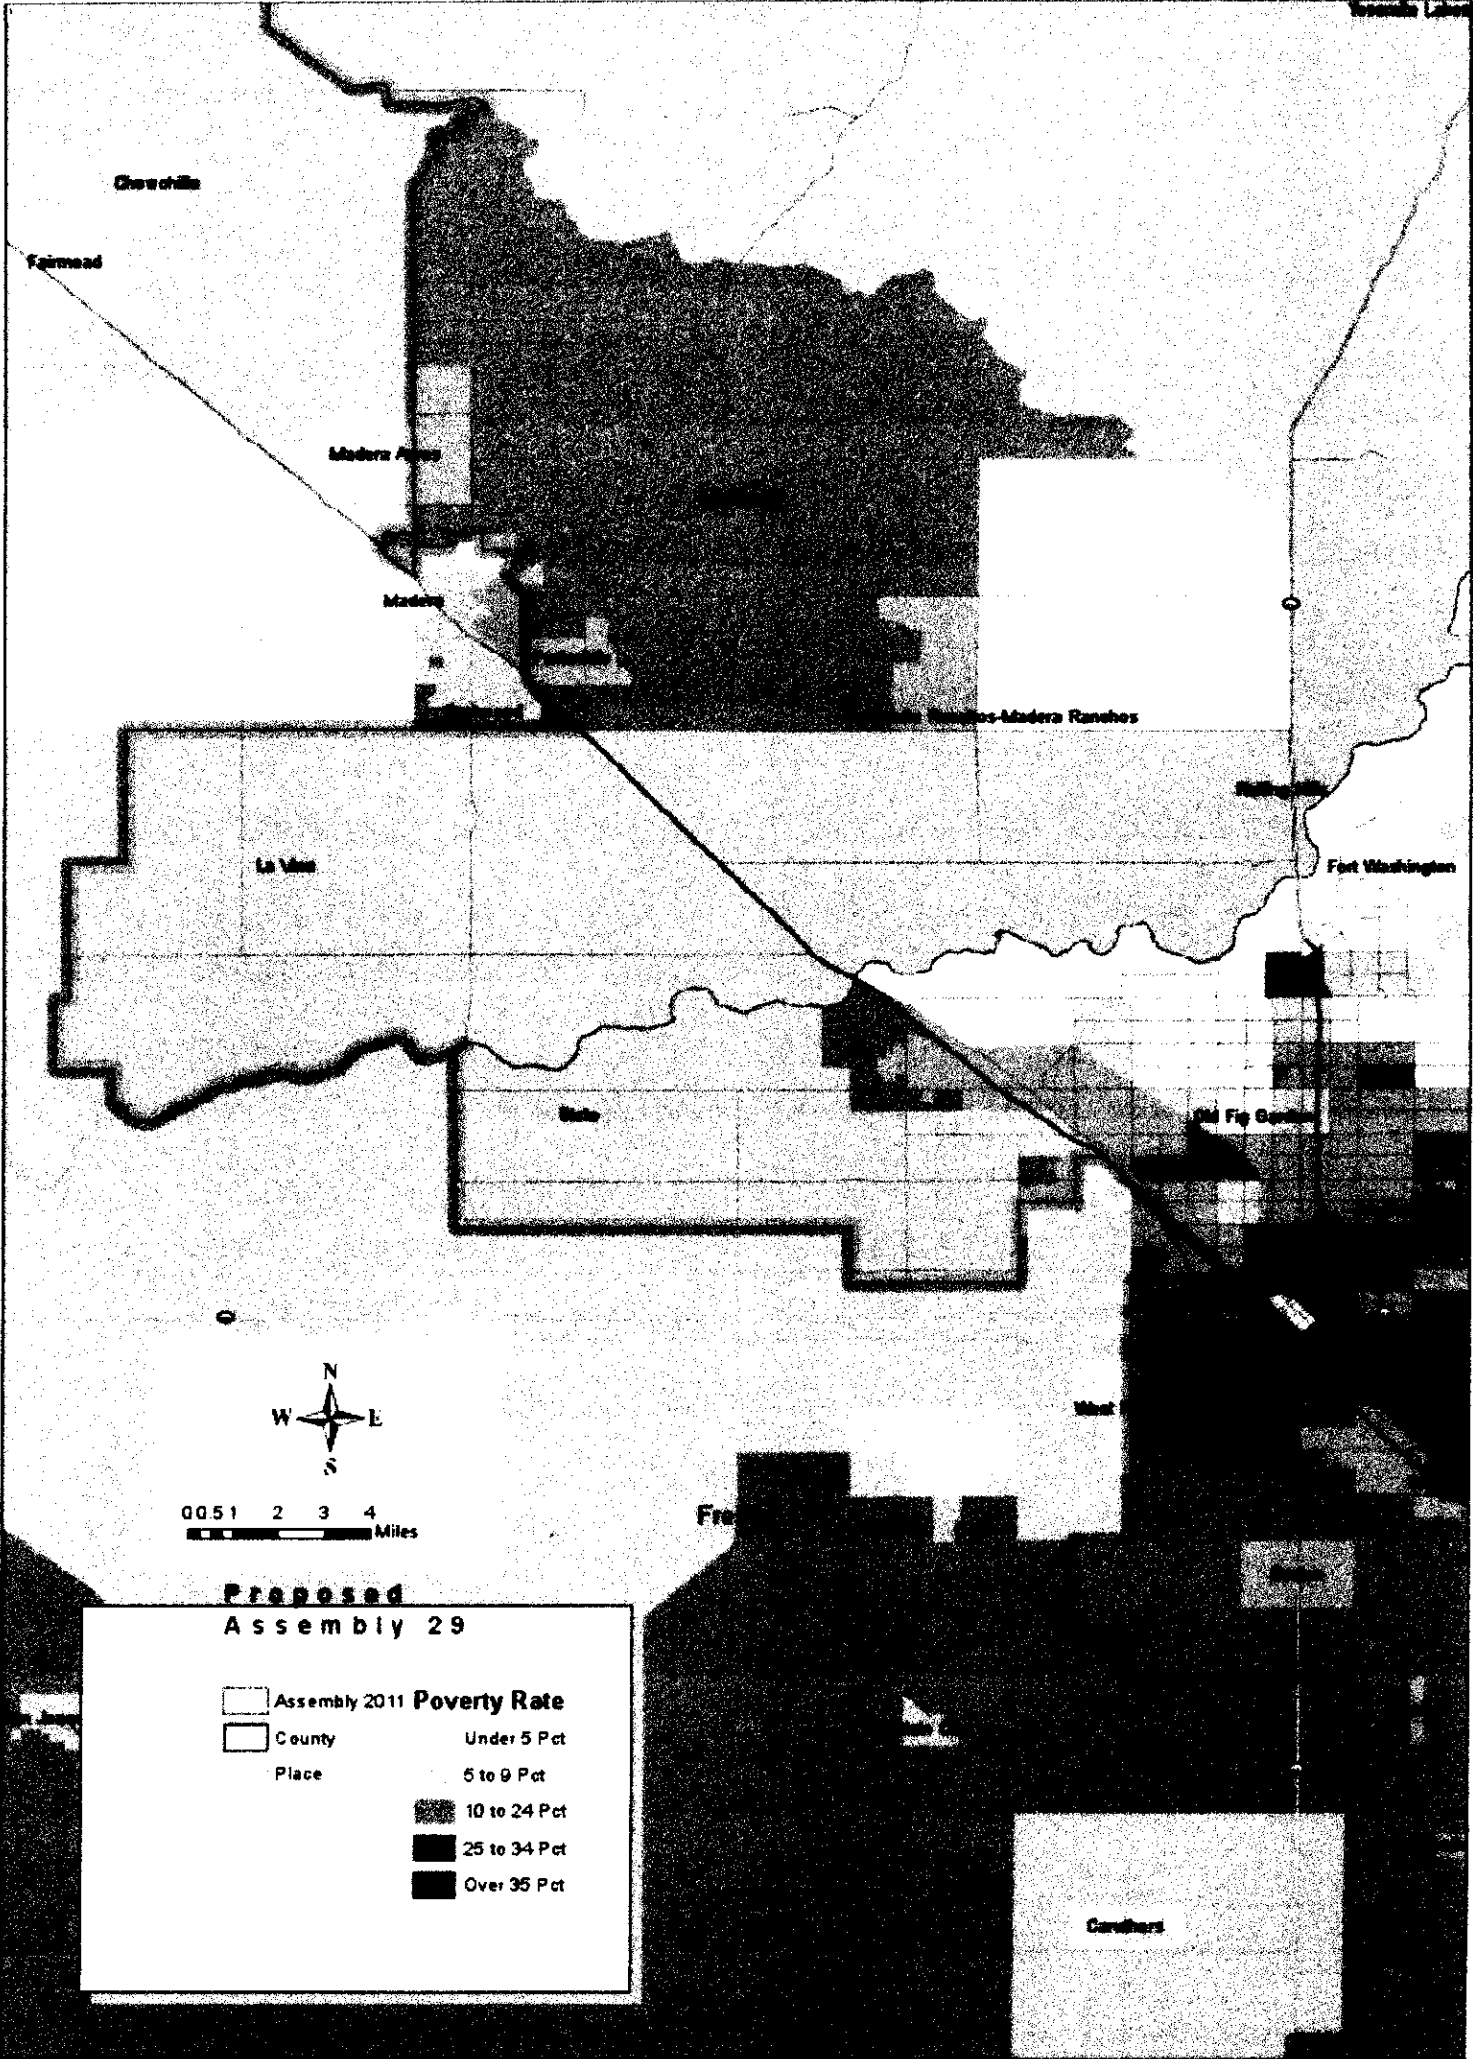 Chowchilla
Fairmead
Madera Acres
Madera
Ranchos-Madera Ranchos
La Vina
Fort Washington
Biola
Old Fig Garden
West
N
W E
S
0 0.5 1 2 3 4
Miles
Fre
Proposed
Assembly 29
Assembly 2011
County
Place
Poverty Rate
Under 5 Pct
5 to 9 Pct
10 to 24 Pct
25 to 34 Pct
Over 35 Pct
Caruthers